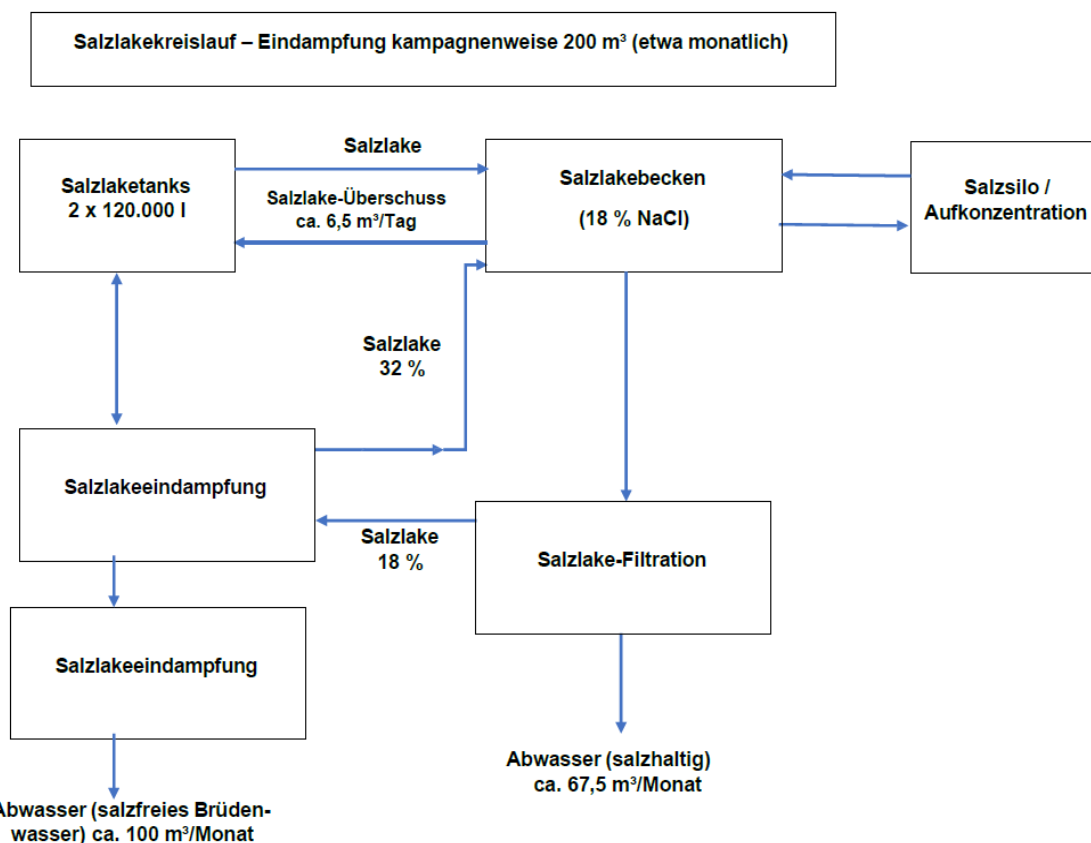 Salzlakekreislauf – Eindampfung kampagnenweise 200 m³ (etwa monatlich)
Salzlaketanks
2 x 120.000 l
Salzlake
Salzlake-Überschuss
ca. 6,5 m³/Tag
Salzlakebecken
(18 % NaCl)
Salzsilo /
Aufkonzentration
Salzlake
32 %
Salzlakeeindampfung
Salzlake
18 %
Salzlake-Filtration
Salzlakeeindampfung
Abwasser (salzhaltig)
ca. 67,5 m³/Monat
Abwasser (salzfreies Brüden-
wasser) ca. 100 m³/Monat